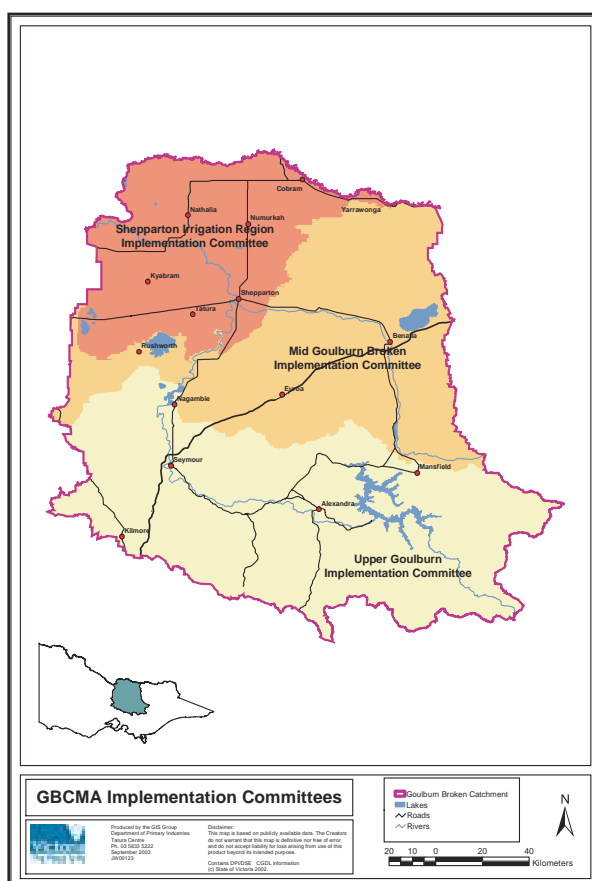 Cobram
Yarrawonga
Nathalia
Numurkah
Shepparton Irrigation Region
Implementation Committee
Kyabram
Shepparton
Tatura
Benalla
Rushworth
Mid Goulburn Broken
Implementation Committee
Euroa
Nagambie
Seymour
Mansfield
Alexandra
Kilmore
Upper Goulburn
Implementation Committee
GBCMA Implementation Committees
Victoria
Produced by the GIS Group
Department of Primary Industries
Tatura Centre
Ph. 03 5833 5222
September 2003
JW00123
Disclaimer:
This map is based on publicly available data. The Creators
do not warrant that this map is definitive nor free of error
and do not accept liability for loss arising from use of this
product beyond its intended purpose.
Contains DPI/DSE CGDL information
(c) State of Victoria 2002.
Goulburn Broken Catchment
Lakes
Roads
Rivers
N
20 10 0 20 40
Kilometers